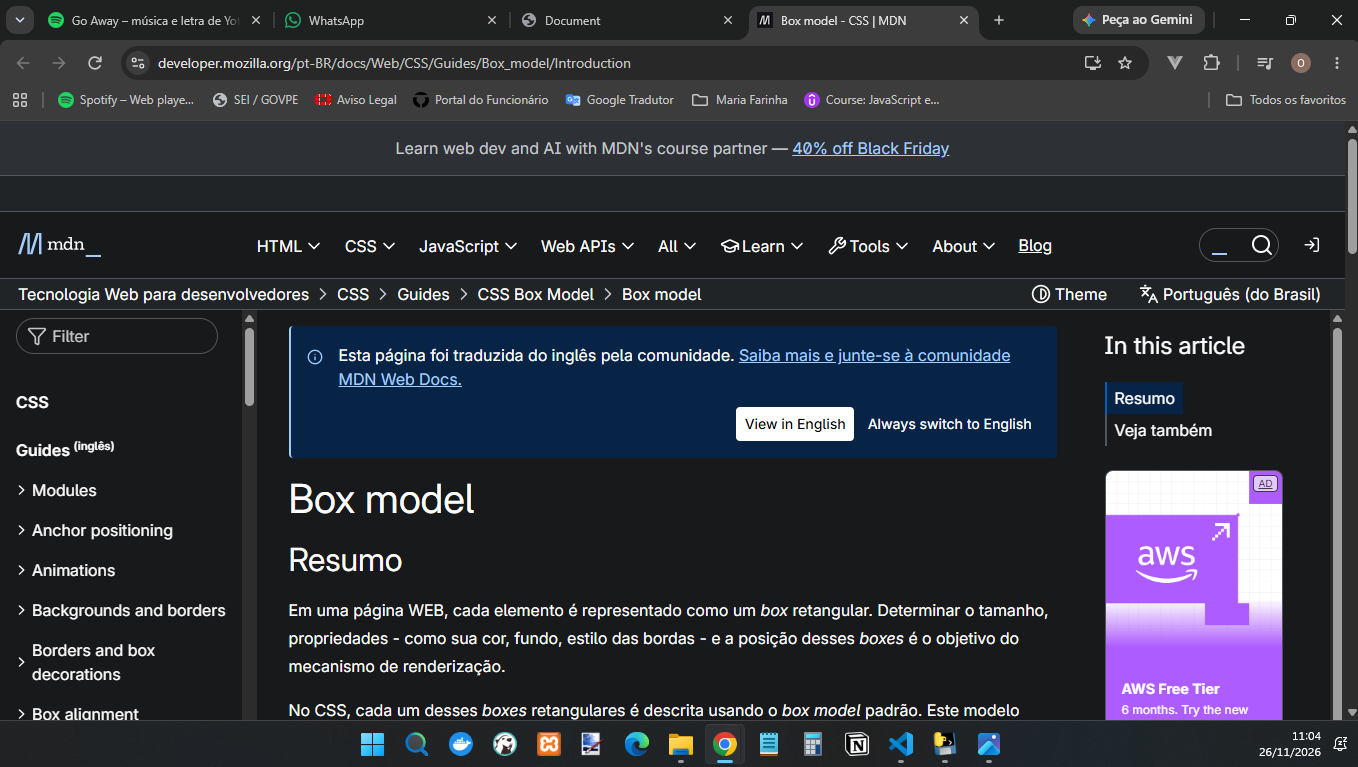 Go Away – música e letra de Yo
WhatsApp
Document
Box model - CSS | MDN
Peça ao Gemini
developer.mozilla.org/pt-BR/docs/Web/CSS/Guides/Box_model/Introduction
O
Spotify – Web playe...
SEI / GOVPE
Aviso Legal
Portal do Funcionário
Google Tradutor
Maria Farinha
Course: JavaScript e...
Todos os favoritos
Learn web dev and AI with MDN's course partner — 40% off Black Friday
mdn_
HTML
CSS
JavaScript
Web APIs
All
Learn
Tools
About
Blog
Tecnologia Web para desenvolvedores > CSS > Guides > CSS Box Model > Box model
Theme
Português (do Brasil)
Filter
CSS
Guides (inglês)
Modules
Anchor positioning
Animations
Backgrounds and borders
Borders and box
decorations
Box alignment
Esta página foi traduzida do inglês pela comunidade. Saiba mais e junte-se à comunidade
MDN Web Docs.
View in English
Always switch to English
Box model
Resumo
Em uma página WEB, cada elemento é representado como um box retangular. Determinar o tamanho,
propriedades - como sua cor, fundo, estilo das bordas - e a posição desses boxes é o objetivo do
mecanismo de renderização.
No CSS, cada um desses boxes retangulares é descrita usando o box model padrão. Este modelo
In this article
Resumo
Veja também
AD
aws
AWS Free Tier
6 months. Try the new
11:04
26/11/2026